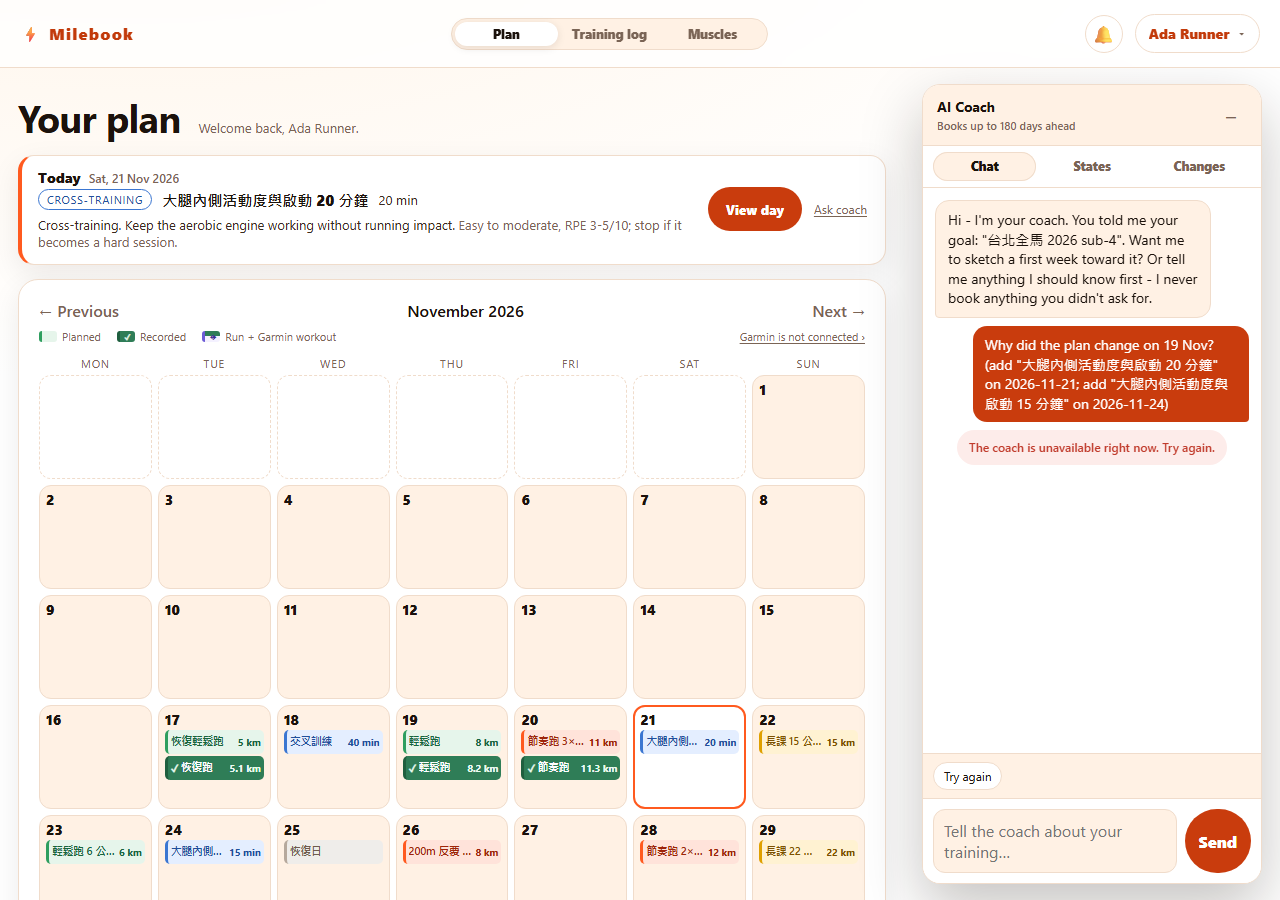 Milebook
Plan
Training log
Muscles
Ada Runner
Your plan
Welcome back, Ada Runner.
Today Sat, 21 Nov 2026
CROSS-TRAINING 大腿內側活動度與啟動 20 分鐘 20 min
Cross-training. Keep the aerobic engine working without running impact. Easy to moderate, RPE 3-5/10; stop if it
becomes a hard session.
View day
Ask coach
← Previous
November 2026
Next →
Planned
Recorded
Run + Garmin workout
Garmin is not connected ›
MON TUE WED THU FRI SAT SUN
1
2 3 4 5 6 7 8
9 10 11 12 13 14 15
16
17
恢復輕鬆跑 5 km
✓ 恢復跑 5.1 km
18
交叉訓練 40 min
19
輕鬆跑 8 km
✓ 輕鬆跑 8.2 km
20
節奏跑 3×... 11 km
✓ 節奏跑 11.3 km
21
大腿內側... 20 min
22
長課 15 公... 15 km
23
輕鬆跑 6 公... 6 km
24
大腿內側... 15 min
25
恢復日
26
200m 反覆 ... 8 km
27
28
節奏跑 2×... 12 km
29
長課 22 ... 22 km
AI Coach
Books up to 180 days ahead
Chat
States
Changes
Hi - I'm your coach. You told me your
goal: "台北全馬 2026 sub-4". Want me
to sketch a first week toward it? Or tell
me anything I should know first - I never
book anything you didn't ask for.
Why did the plan change on 19 Nov?
(add "大腿內側活動度與啟動 20 分鐘"
on 2026-11-21; add "大腿內側活動度與
啟動 15 分鐘" on 2026-11-24)
The coach is unavailable right now. Try again.
Try again
Tell the coach about your
training...
Send